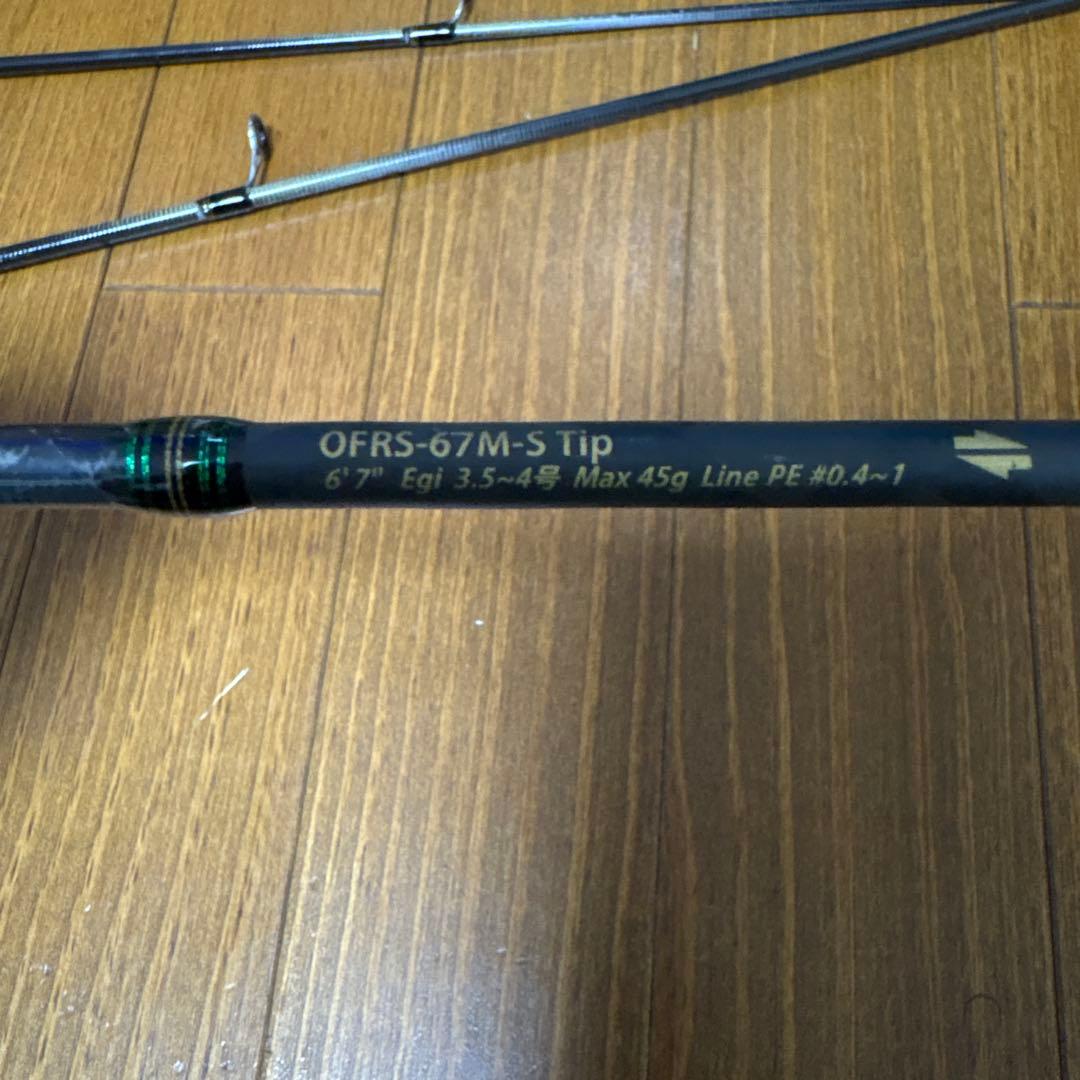 OFRS-67M-S Tip
6'7" Egi 3.5~4号 Max 45g Line PE #0.4~1